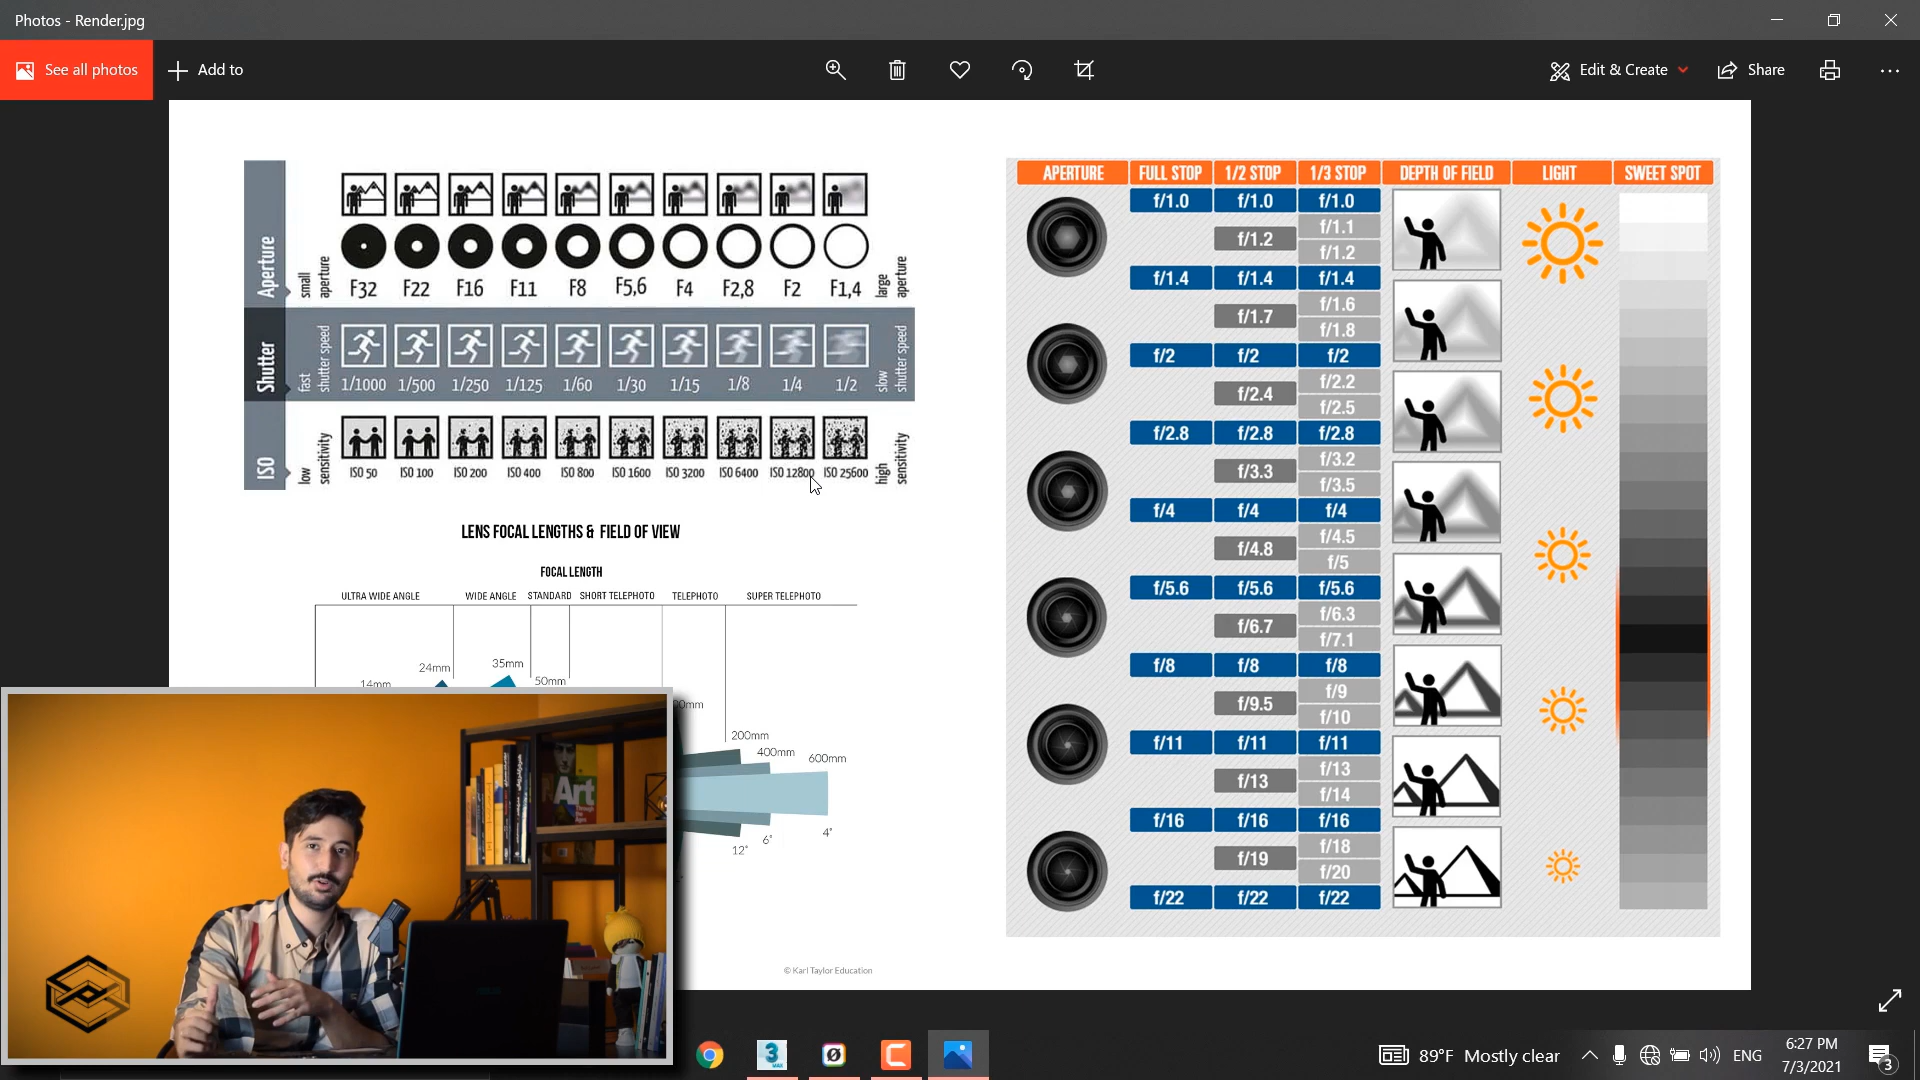 Photos - Render.jpg
See all photos
Add to
Edit & Create
Share
Aperture
small aperture
F32 F22 F16 F11 F8 F5,6 F4 F2,8 F2 F1,4
large aperture
Shutter
fast shutter speed
1/1000 1/500 1/250 1/125 1/60 1/30 1/15 1/8 1/4 1/2
slow shutter speed
ISO
low sensitivity
ISO 50 ISO 100 ISO 200 ISO 400 ISO 800 ISO 1600 ISO 3200 ISO 6400 ISO 12800 ISO 25600
high sensitivity
LENS FOCAL LENGTHS & FIELD OF VIEW
FOCAL LENGTH
ULTRA WIDE ANGLE WIDE ANGLE STANDARD SHORT TELEPHOTO TELEPHOTO SUPER TELEPHOTO
24mm 35mm
14mm 50mm
200mm
400mm 600mm
12° 6° 4°
© Karl Taylor Education
APERTURE FULL STOP 1/2 STOP 1/3 STOP DEPTH OF FIELD LIGHT SWEET SPOT
f/1.0 f/1.0 f/1.0
f/1.1
f/1.2
f/1.2
f/1.4 f/1.4 f/1.4
f/1.6
f/1.7
f/1.8
f/2 f/2 f/2
f/2.2
f/2.4
f/2.5
f/2.8 f/2.8 f/2.8
f/3.2
f/3.3
f/3.5
f/4 f/4 f/4
f/4.5
f/4.8
f/5
f/5.6 f/5.6 f/5.6
f/6.3
f/6.7
f/7.1
f/8 f/8 f/8
f/9
f/9.5
f/10
f/11 f/11 f/11
f/13
f/13
f/14
f/16 f/16 f/16
f/18
f/19
f/20
f/22 f/22 f/22
Art
3
MAX
89°F Mostly clear
ENG
6:27 PM
7/3/2021
3